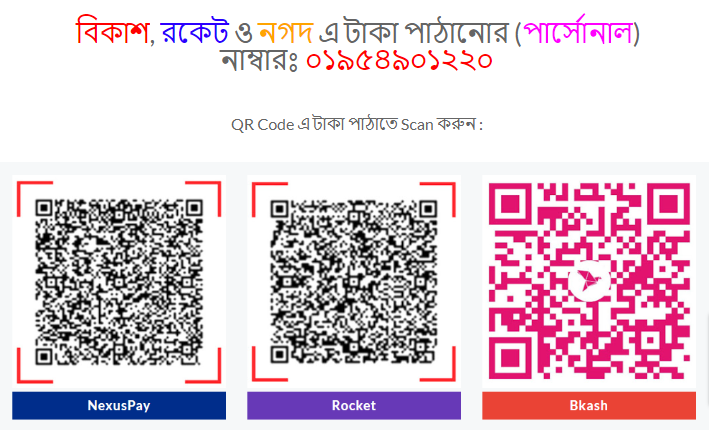 বিকাশ, রকেট ও নগদ এ টাকা পাঠানোর (পার্সোনাল)
নাম্বারঃ ০১৯৫৪৯০১২২০
QR Code এ টাকা পাঠাতে Scan করুন :
NexusPay
Rocket
Bkash